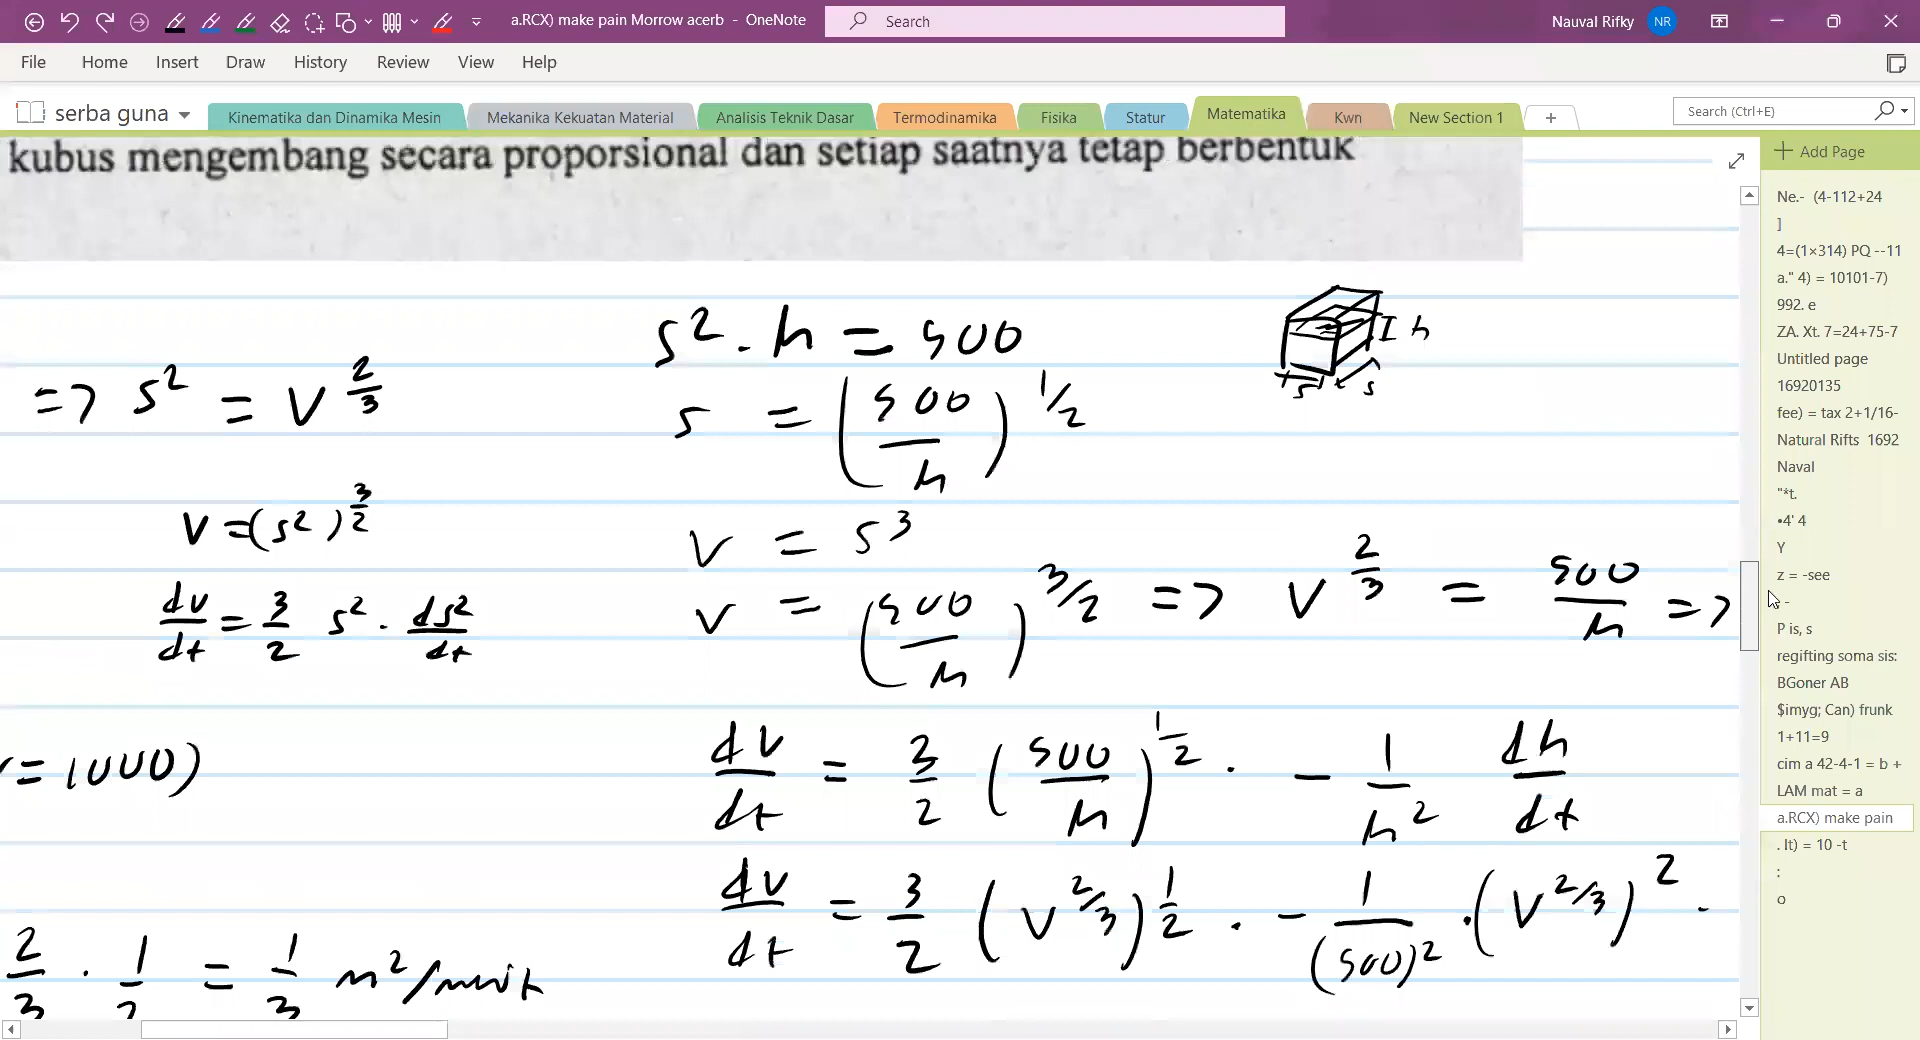 a.RCX) make pain Morrow acerb - OneNote
Search
Nauval Rifky NR
File Home Insert Draw History Review View Help
serba guna
Kinematika dan Dinamika Mesin
Mekanika Kekuatan Material
Analisis Teknik Dasar
Termodinamika
Fisika
Statur
Matematika
Kwn
New Section 1
+
Search (Ctrl+E)
kubus mengembang secara proporsional dan setiap saatnya tetap berbentuk
s² . h = 500
h
s
s
=> s² = V^(2/3)
s = (500/h)^(1/2)
V = (s²)^(3/2)
V = s³
V = (500/h)^(3/2) => V^(2/3) = 500/h =>
dv/dt = 3/2 s² . ds²/dt
= 1000)
dv/dt = 3/2 (500/h)^(1/2) . - 1/h² dh/dt
dv/dt = 3/2 (V^(2/3))^(1/2) . - 1/(500)² . (V^(2/3))² .
2/3 . 1/2 = 1/3 m²/menit
Add Page
Ne.- (4-112+24
]
4=(1×314) PQ --11
a." 4) = 10101-7)
992. e
ZA. Xt. 7=24+75-7
Untitled page
16920135
fee) = tax 2+1/16-
Natural Rifts 1692
Naval
"*t.
•4' 4
Y
z = -see
-
P is, s
regifting soma sis:
BGoner AB
$imyg; Can) frunk
1+11=9
cim a 42-4-1 = b +
LAM mat = a
a.RCX) make pain
. It) = 10 -t
:
o